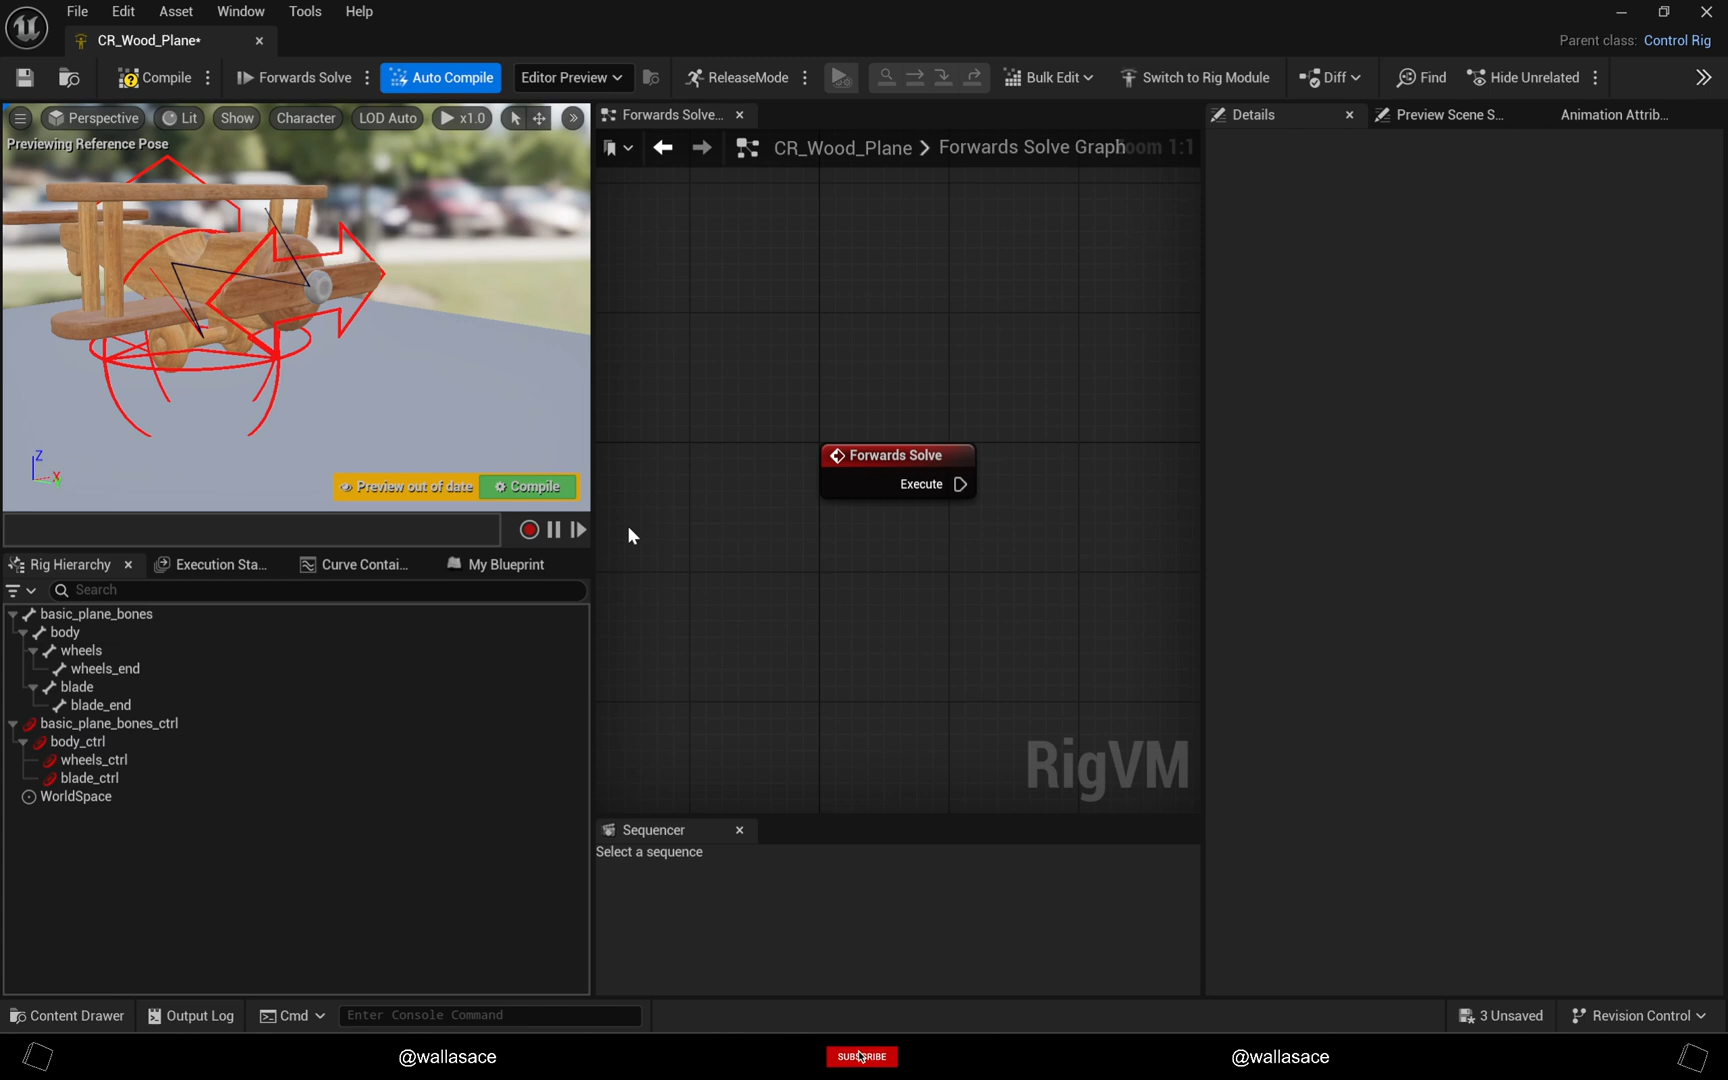 File Edit Asset Window Tools Help
CR_Wood_Plane*
Parent class: Control Rig
Compile Forwards Solve Auto Compile Editor Preview ReleaseMode Bulk Edit Switch to Rig Module Diff Find Hide Unrelated
Perspective Lit Show Character LOD Auto x1.0
Previewing Reference Pose
Z
X
Y
Preview out of date Compile
Forwards Solve...
CR_Wood_Plane > Forwards Solve Graph
oom 1:1
Forwards Solve
Execute
RigVM
Details Preview Scene S... Animation Attrib...
Rig Hierarchy Execution Sta... Curve Contai... My Blueprint
Search
basic_plane_bones
body
wheels
wheels_end
blade
blade_end
basic_plane_bones_ctrl
body_ctrl
wheels_ctrl
blade_ctrl
WorldSpace
Sequencer
Select a sequence
Content Drawer Output Log Cmd Enter Console Command 3 Unsaved Revision Control
@wallasace SUBSCRIBE @wallasace